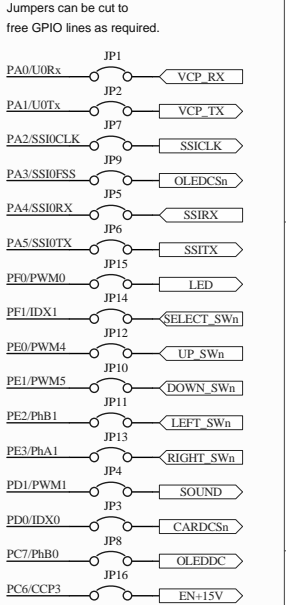 Jumpers can be cut to
free GPIO lines as required.
JP1
PA0/U0Rx VCP_RX
JP2
PA1/U0Tx VCP_TX
JP7
PA2/SSI0CLK SSICLK
JP9
PA3/SSI0FSS OLEDCSn
JP5
PA4/SSI0RX SSIRX
JP6
PA5/SSI0TX SSITX
JP15
PF0/PWM0 LED
JP14
PF1/IDX1 SELECT_SWn
JP12
PE0/PWM4 UP_SWn
JP10
PE1/PWM5 DOWN_SWn
JP11
PE2/PhB1 LEFT_SWn
JP13
PE3/PhA1 RIGHT_SWn
JP4
PD1/PWM1 SOUND
JP3
PD0/IDX0 CARDCSn
JP8
PC7/PhB0 OLEDDC
JP16
PC6/CCP3 EN+15V